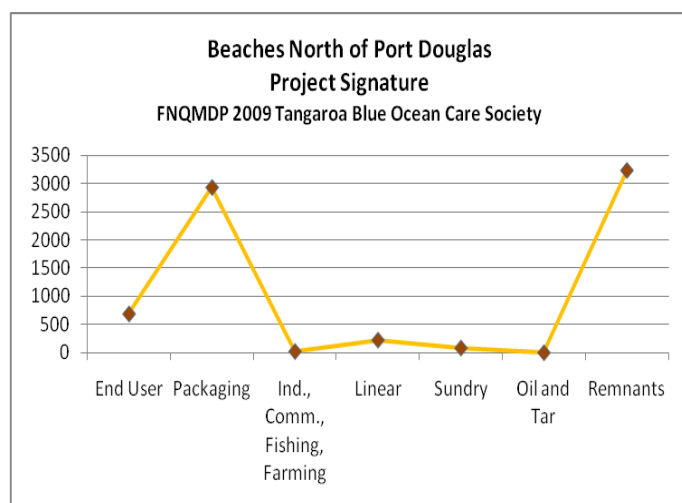 Beaches North of Port Douglas
Project Signature
FNQMDP 2009 Tangaroa Blue Ocean Care Society
3500
3000
2500
2000
1500
1000
500
0
End User
Packaging
Ind.,
Comm.,
Fishing,
Farming
Linear
Sundry
Oil and
Tar
Remnants